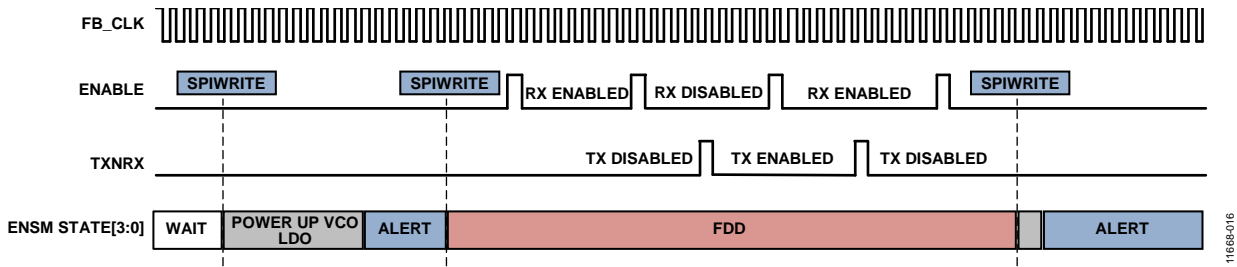 FB_CLK
ENABLE
SPIWRITE
SPIWRITE
RX ENABLED
RX DISABLED
RX ENABLED
SPIWRITE
TXNRX
TX DISABLED
TX ENABLED
TX DISABLED
ENSM STATE[3:0]
WAIT
POWER UP VCO
LDO
ALERT
FDD
ALERT
11668-016